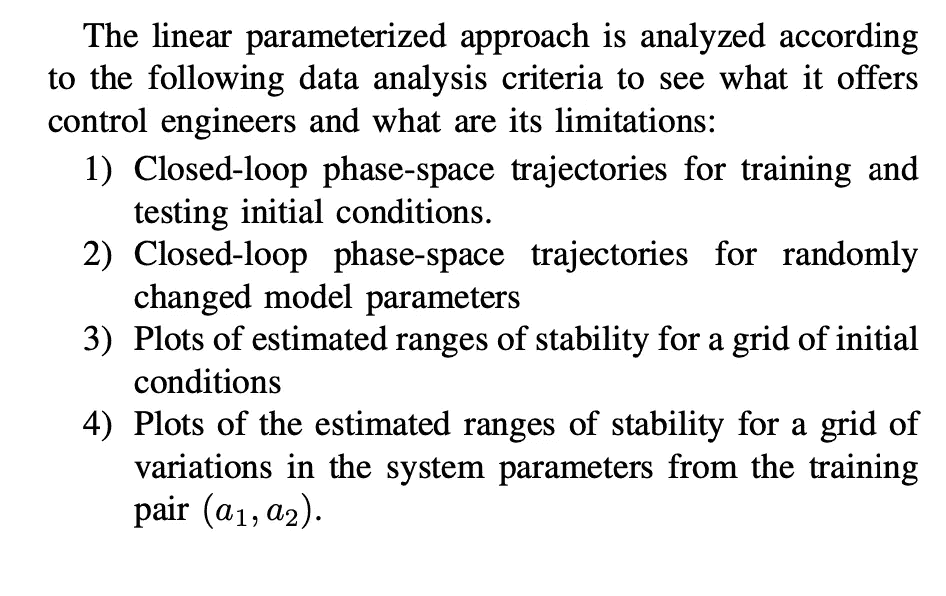 The linear parameterized approach is analyzed according
to the following data analysis criteria to see what it offers
control engineers and what are its limitations:
1) Closed-loop phase-space trajectories for training and
testing initial conditions.
2) Closed-loop phase-space trajectories for randomly
changed model parameters
3) Plots of estimated ranges of stability for a grid of initial
conditions
4) Plots of the estimated ranges of stability for a grid of
variations in the system parameters from the training
pair (a₁, a₂).